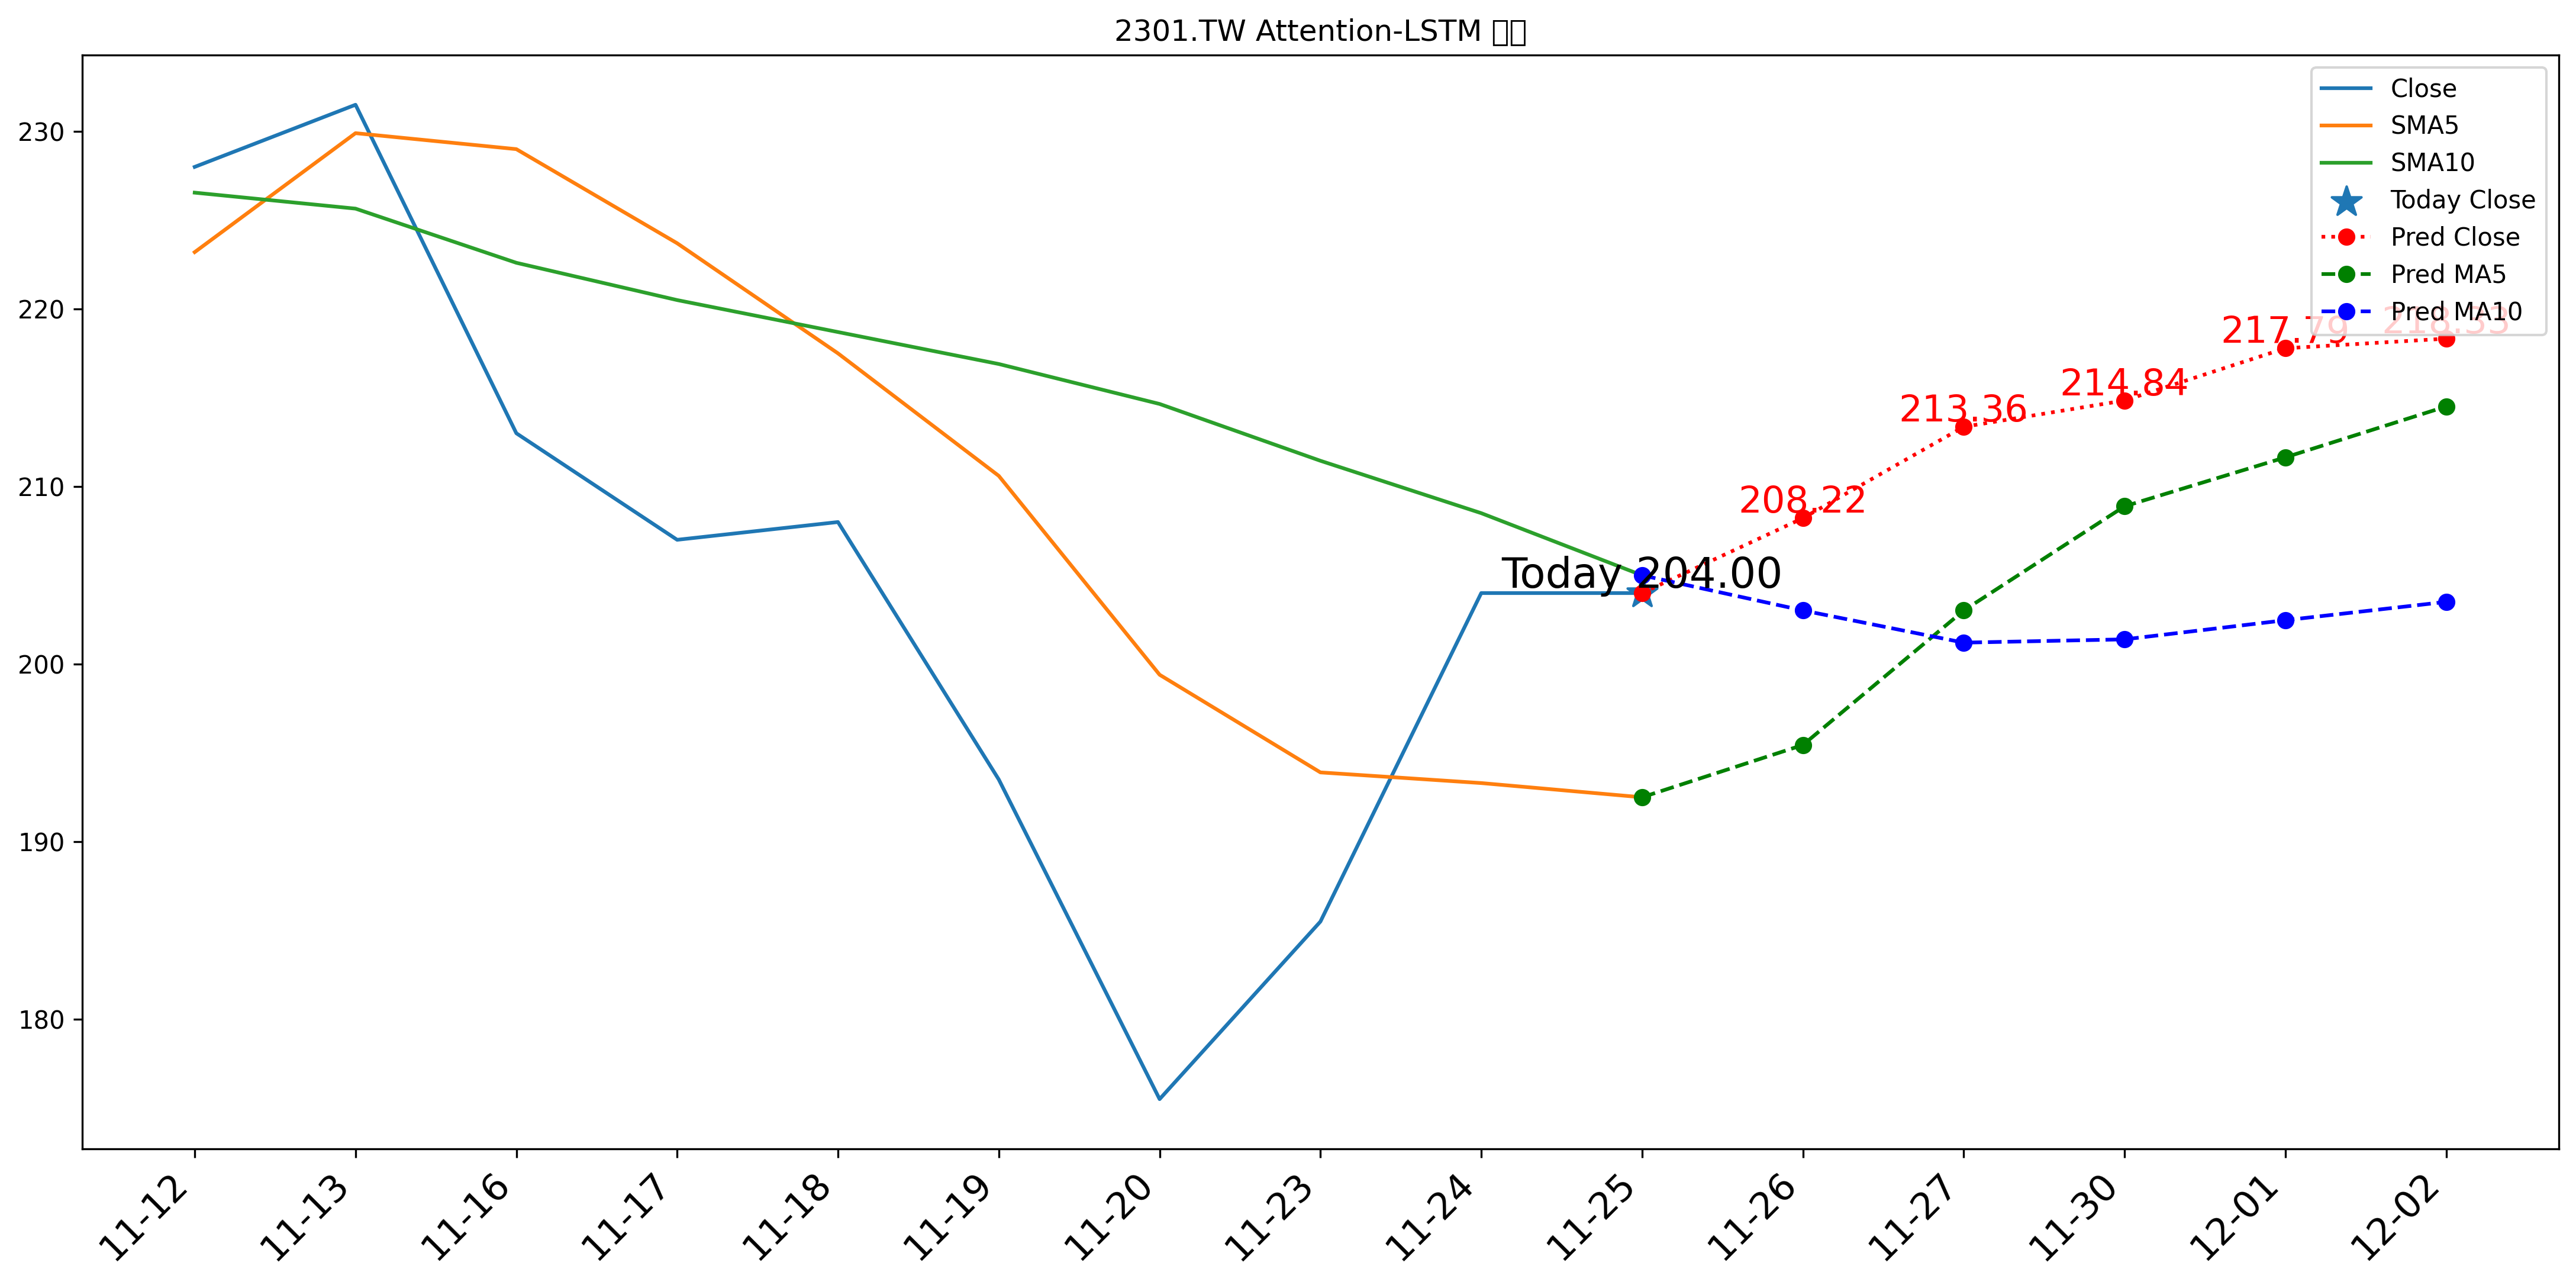 2301.TW Attention-LSTM
230
220
210
200
190
180
Close
SMA5
SMA10
Today Close
Pred Close
Pred MA5
Pred MA10
Today 204.00
208.22
213.36
214.84
217.79
218.33
11-12
11-13
11-16
11-17
11-18
11-19
11-20
11-23
11-24
11-25
11-26
11-27
11-30
12-01
12-02